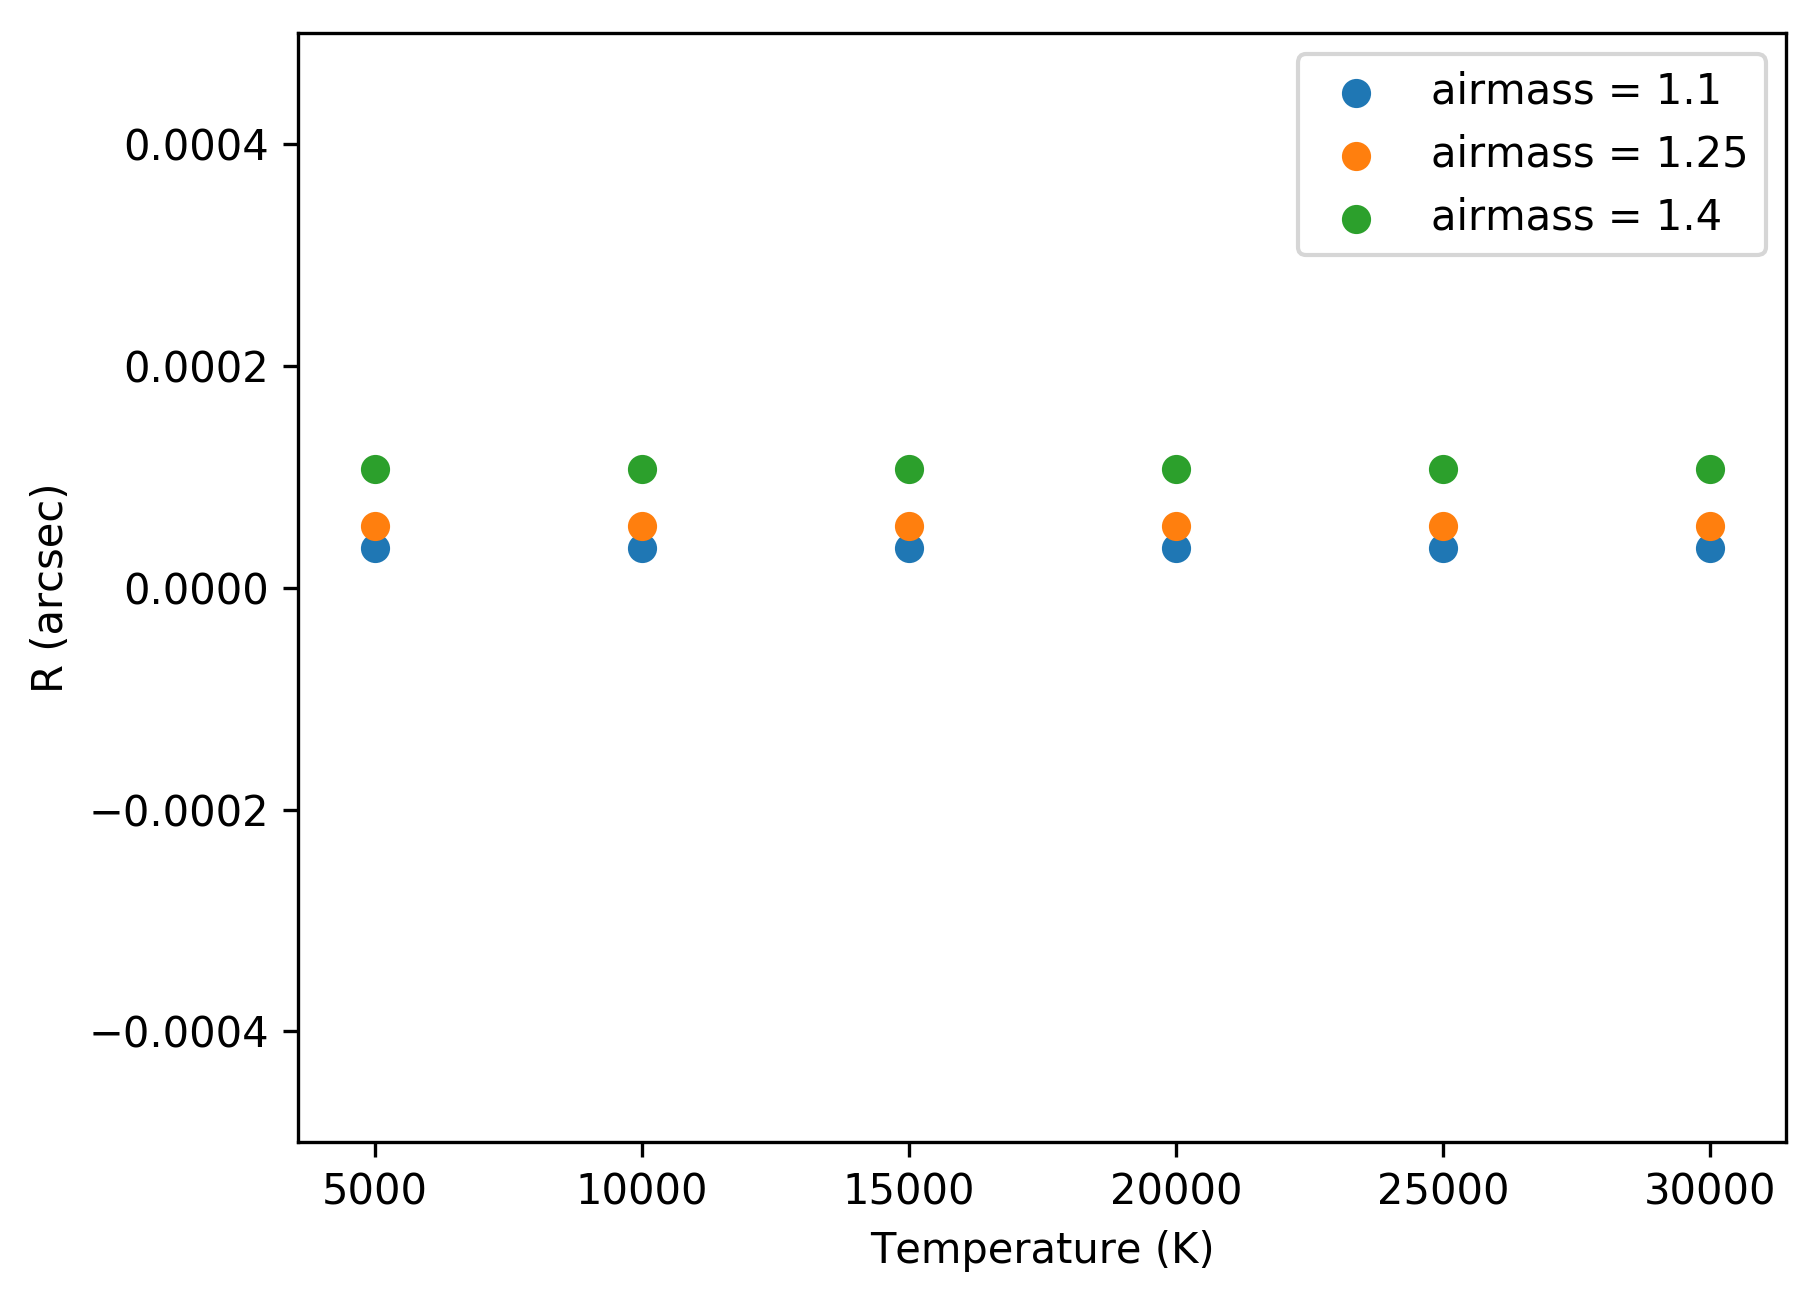 airmass = 1.1
airmass = 1.25
airmass = 1.4
0.0004
0.0002
0.0000
−0.0002
−0.0004
R (arcsec)
5000 10000 15000 20000 25000 30000
Temperature (K)